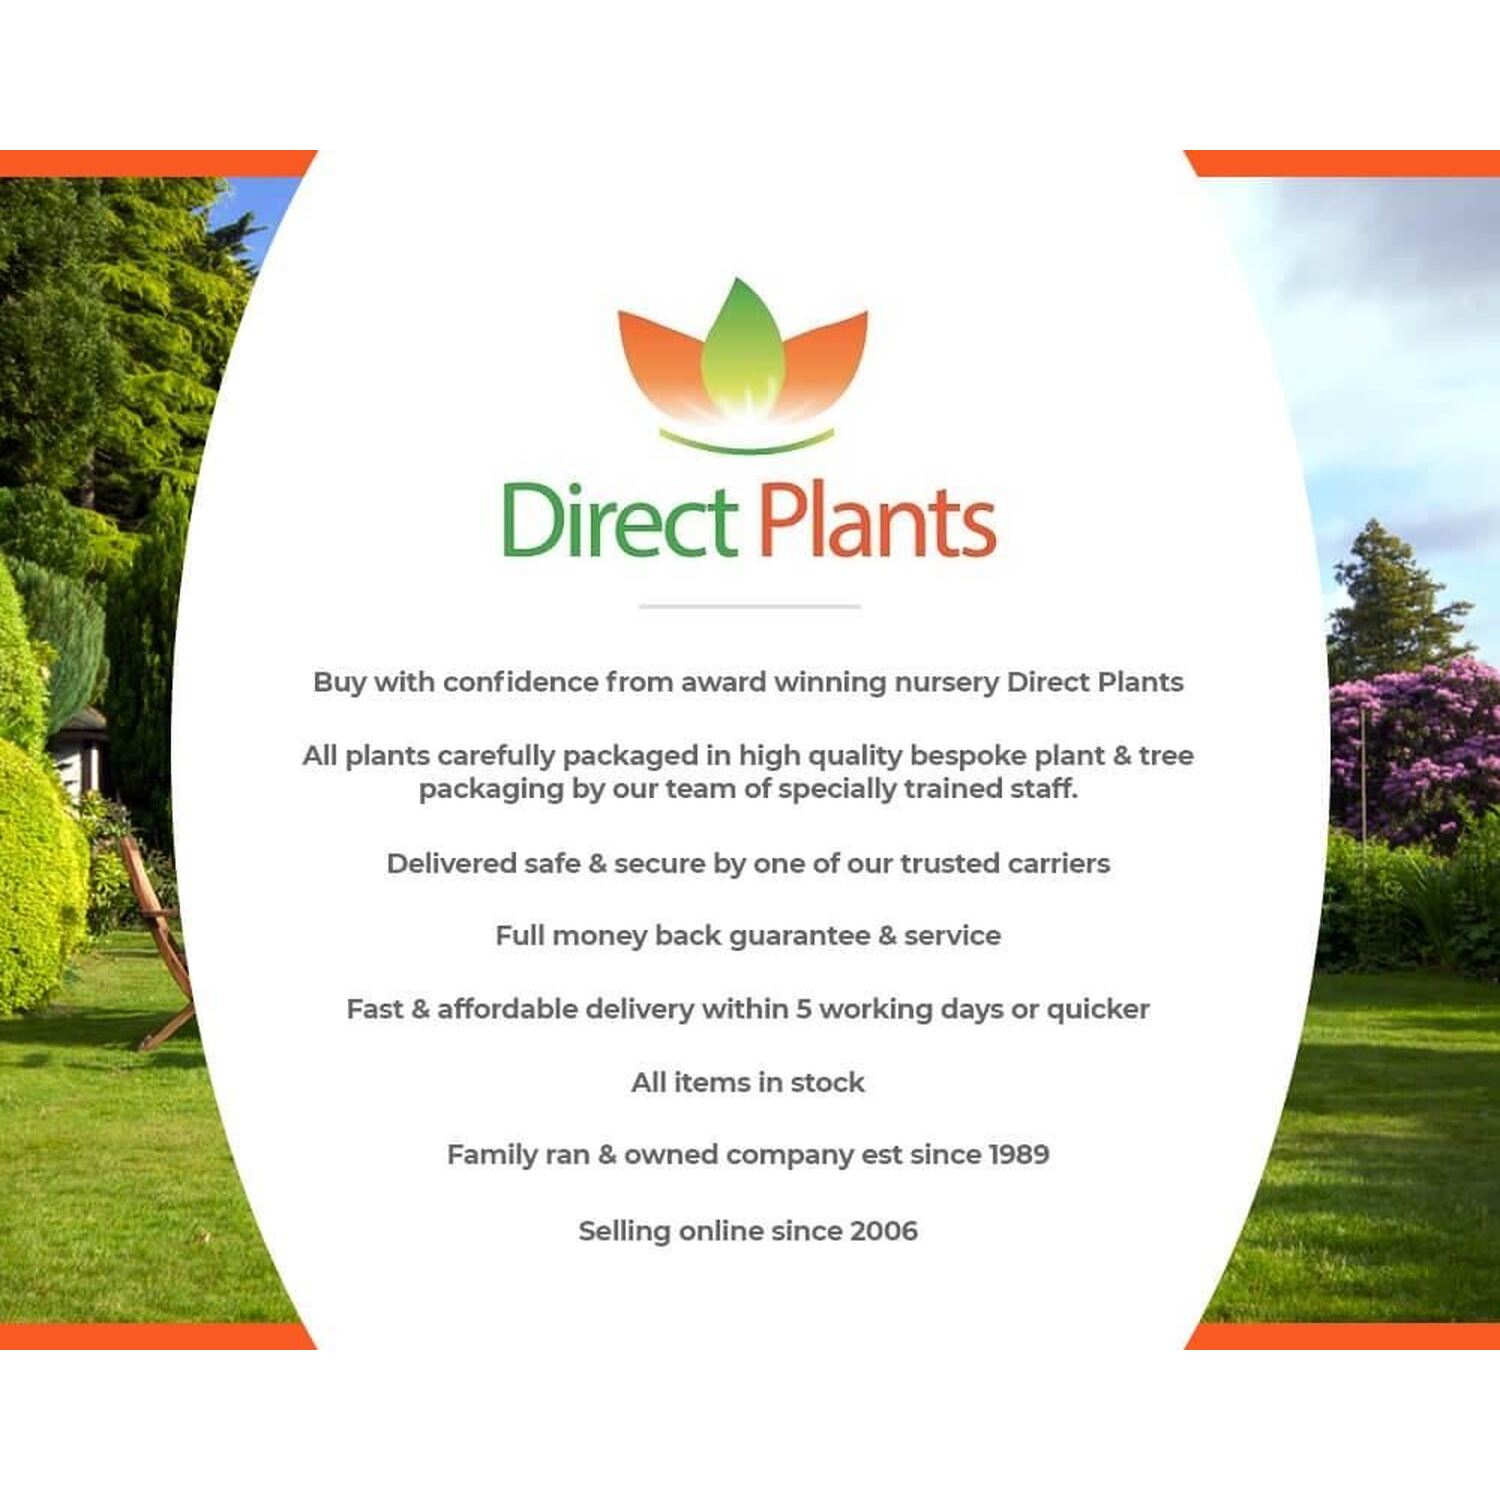 Direct Plants
Buy with confidence from award winning nursery Direct Plants
All plants carefully packaged in high quality bespoke plant & tree
packaging by our team of specially trained staff.
Delivered safe & secure by one of our trusted carriers
Full money back guarantee & service
Fast & affordable delivery within 5 working days or quicker
All items in stock
Family ran & owned company est since 1989
Selling online since 2006